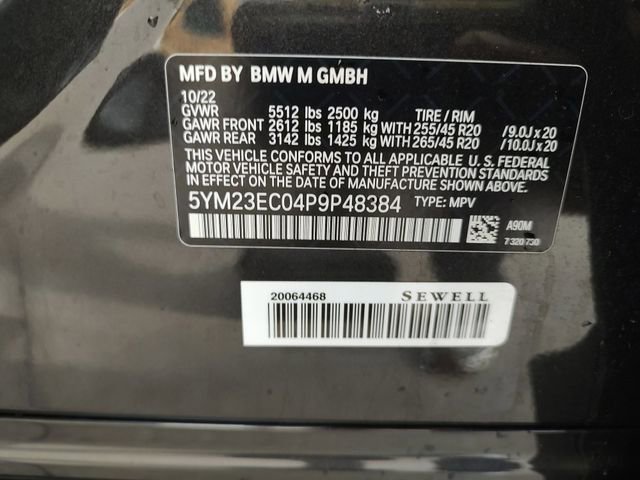 MFD BY BMW M GMBH
10/22
GVWR 5512 lbs 2500 kg TIRE / RIM
GAWR FRONT 2612 lbs 1185 kg WITH 255/45 R20 /9.0J x 20
GAWR REAR 3142 lbs 1425 kg WITH 265/45 R20 /10.0J x 20
THIS VEHICLE CONFORMS TO ALL APPLICABLE U.S. FEDERAL
MOTOR VEHICLE SAFETY AND THEFT PREVENTION STANDARDS
IN EFFECT ON THE DATE OF MANUFACTURE SHOWN ABOVE.
5YM23EC04P9P48384 TYPE: MPV
A90M
7 320 730
20064468 SEWELL